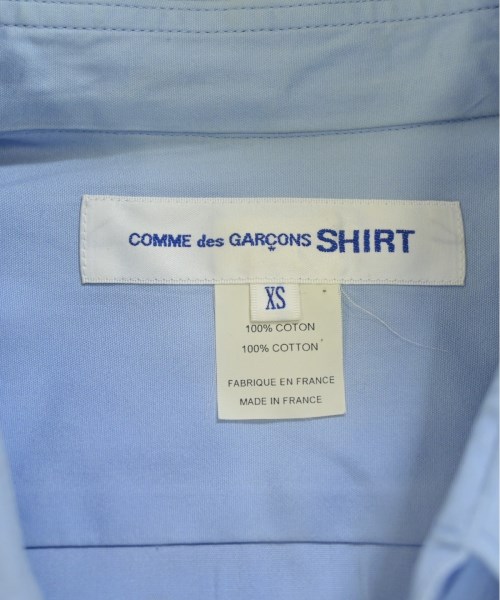 COMME des GARÇONS SHIRT
XS
100% COTON
100% COTTON
FABRIQUE EN FRANCE
MADE IN FRANCE